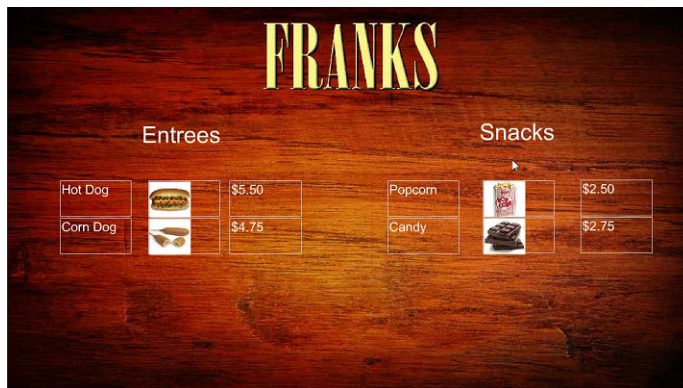 FRANKS
Entrees
Hot Dog $5.50
Corn Dog $4.75
Snacks
Popcorn $2.50
Candy $2.75